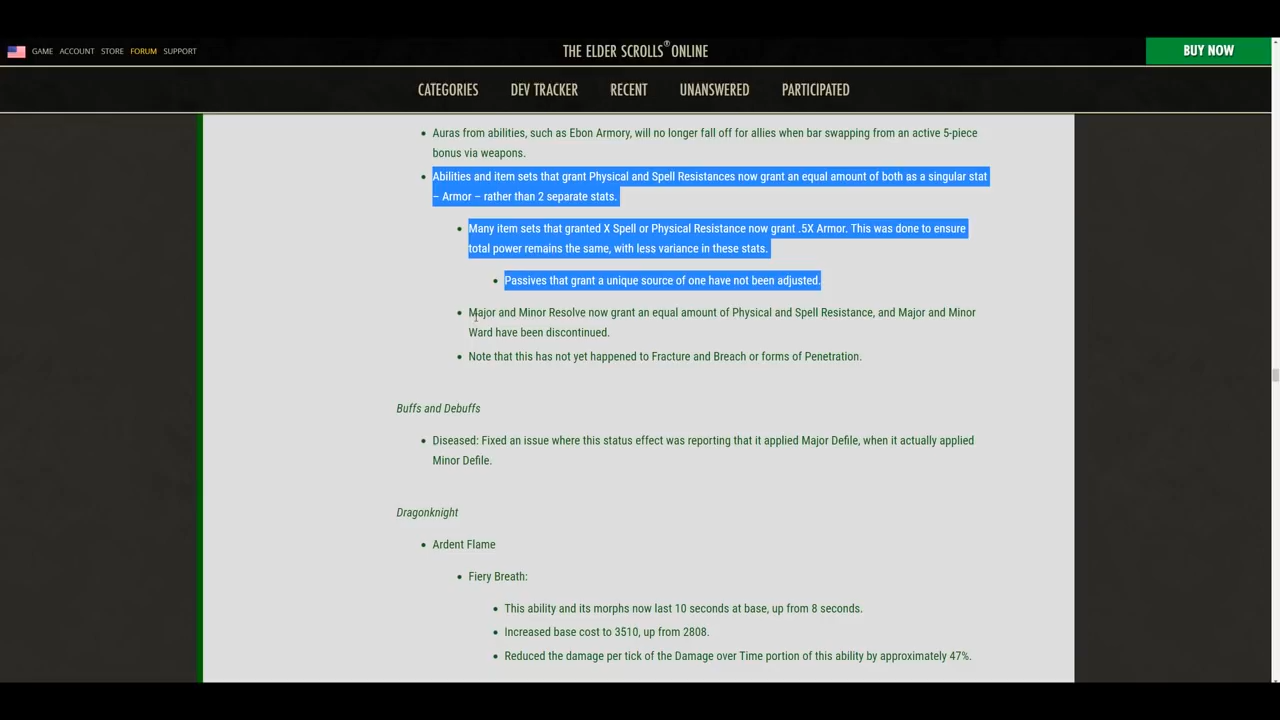 GAME ACCOUNT STORE FORUM SUPPORT
THE ELDER SCROLLS® ONLINE
BUY NOW
CATEGORIES DEV TRACKER RECENT UNANSWERED PARTICIPATED
• Auras from abilities, such as Ebon Armory, will no longer fall off for allies when bar swapping from an active 5-piece
bonus via weapons.
• Abilities and item sets that grant Physical and Spell Resistances now grant an equal amount of both as a singular stat
– Armor – rather than 2 separate stats.
• Many item sets that granted X Spell or Physical Resistance now grant .5X Armor. This was done to ensure
total power remains the same, with less variance in these stats.
• Passives that grant a unique source of one have not been adjusted.
• Major and Minor Resolve now grant an equal amount of Physical and Spell Resistance, and Major and Minor
Ward have been discontinued.
• Note that this has not yet happened to Fracture and Breach or forms of Penetration.
Buffs and Debuffs
• Diseased: Fixed an issue where this status effect was reporting that it applied Major Defile, when it actually applied
Minor Defile.
Dragonknight
• Ardent Flame
• Fiery Breath:
• This ability and its morphs now last 10 seconds at base, up from 8 seconds.
• Increased base cost to 3510, up from 2808.
• Reduced the damage per tick of the Damage over Time portion of this ability by approximately 47%.